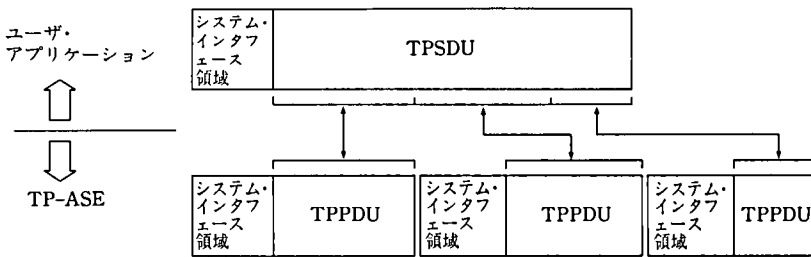 ユーザ・
アプリケーション
TP-ASE
システム・
インタフ
ェース
領域
TPSDU
システム・
インタフ
ェース
領域
TPPDU
システム・
インタフ
ェース
領域
TPPDU
システム・
インタフ
ェース
領域
TPPDU